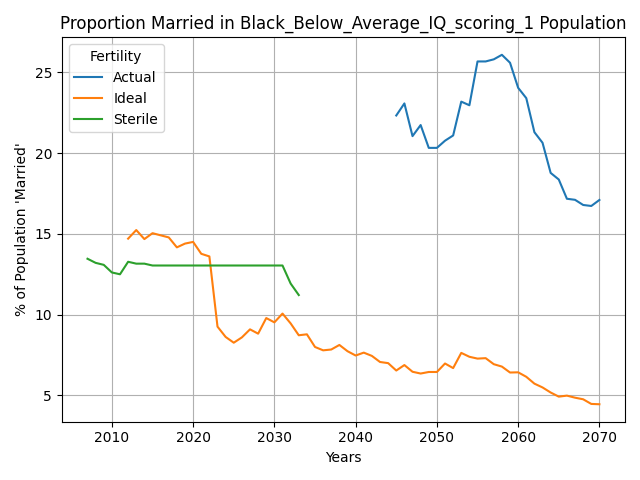 Proportion Married in Black_Below_Average_IQ_scoring_1 Population
Fertility
Actual
Ideal
Sterile
% of Population 'Married'
25
20
15
10
5
2010 2020 2030 2040 2050 2060 2070
Years